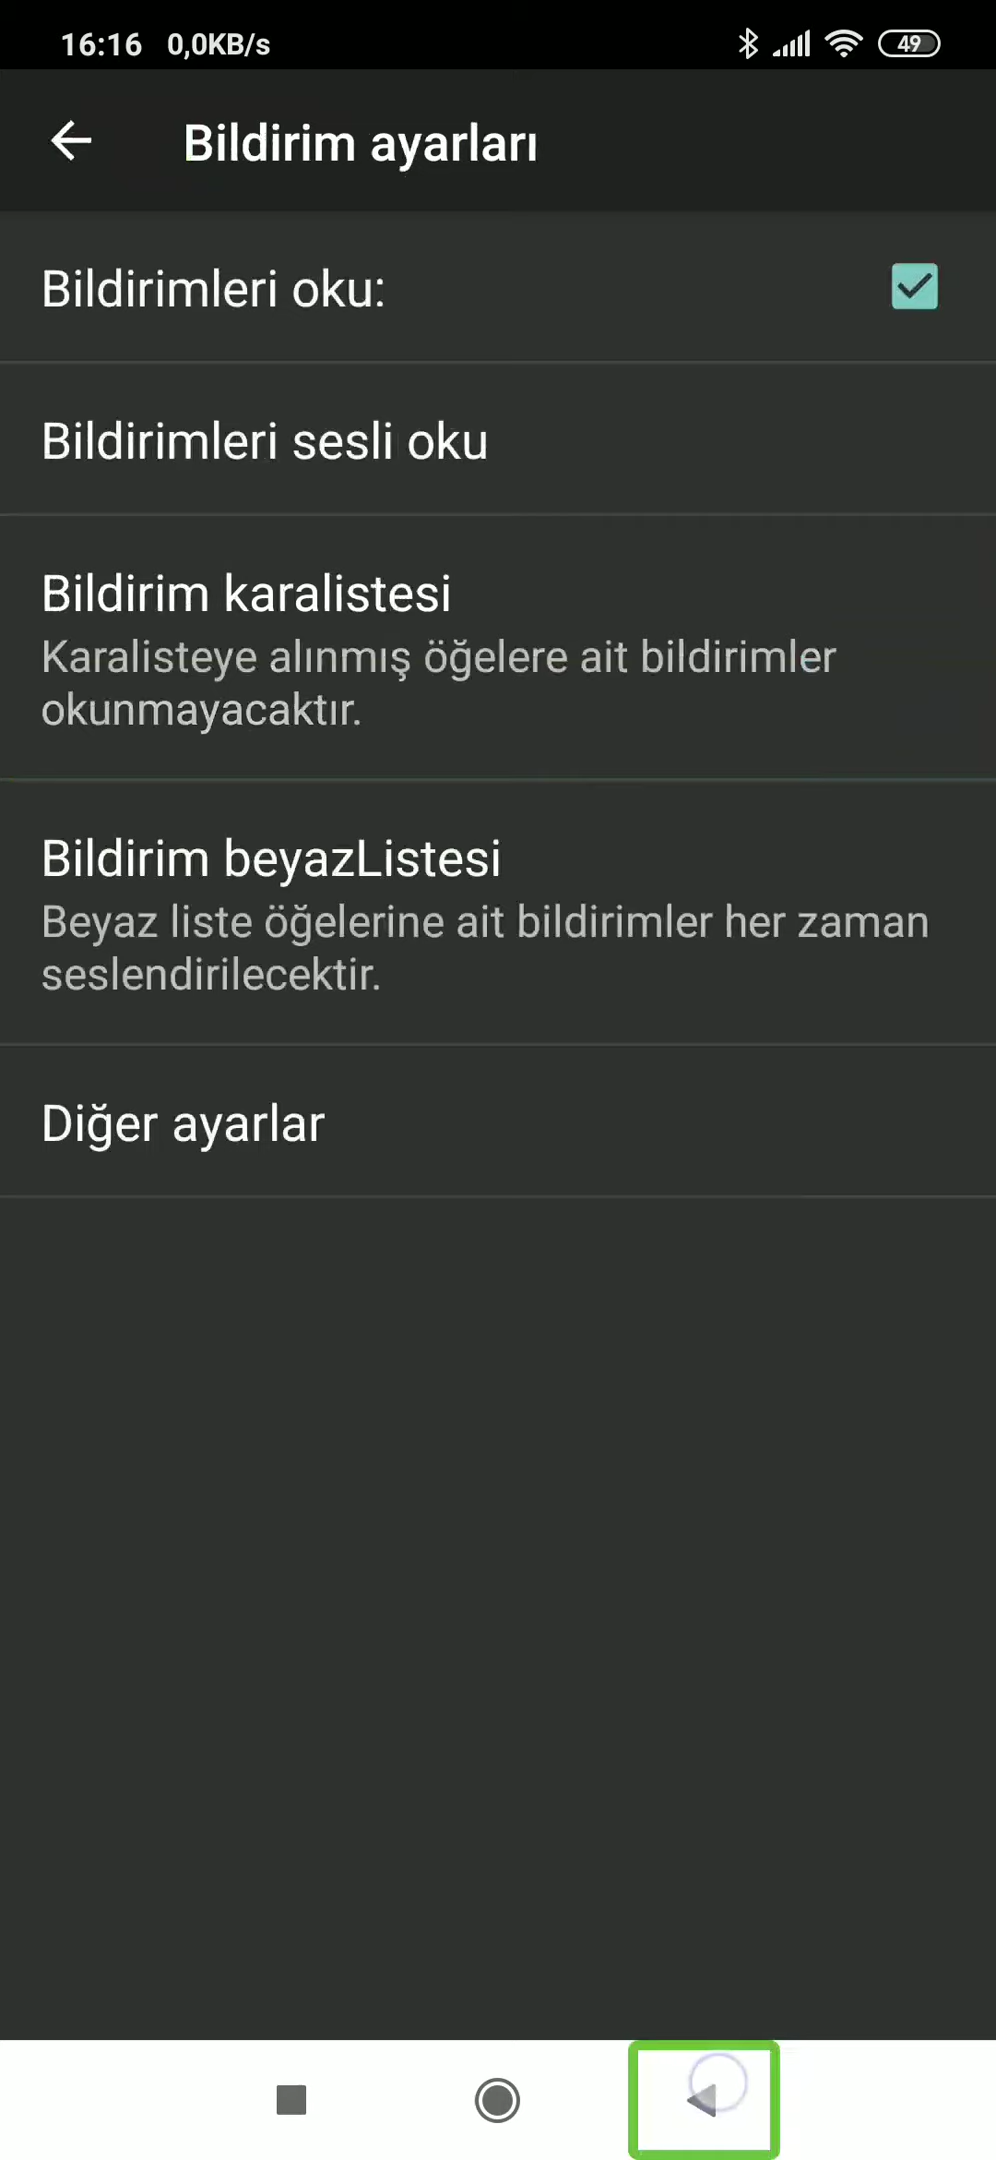 16:16 0,0KB/s 49
Bildirim ayarları
Bildirimleri oku:
Bildirimleri sesli oku
Bildirim karalistesi
Karalisteye alınmış öğelere ait bildirimler
okunmayacaktır.
Bildirim beyazListesi
Beyaz liste öğelerine ait bildirimler her zaman
seslendirilecektir.
Diğer ayarlar